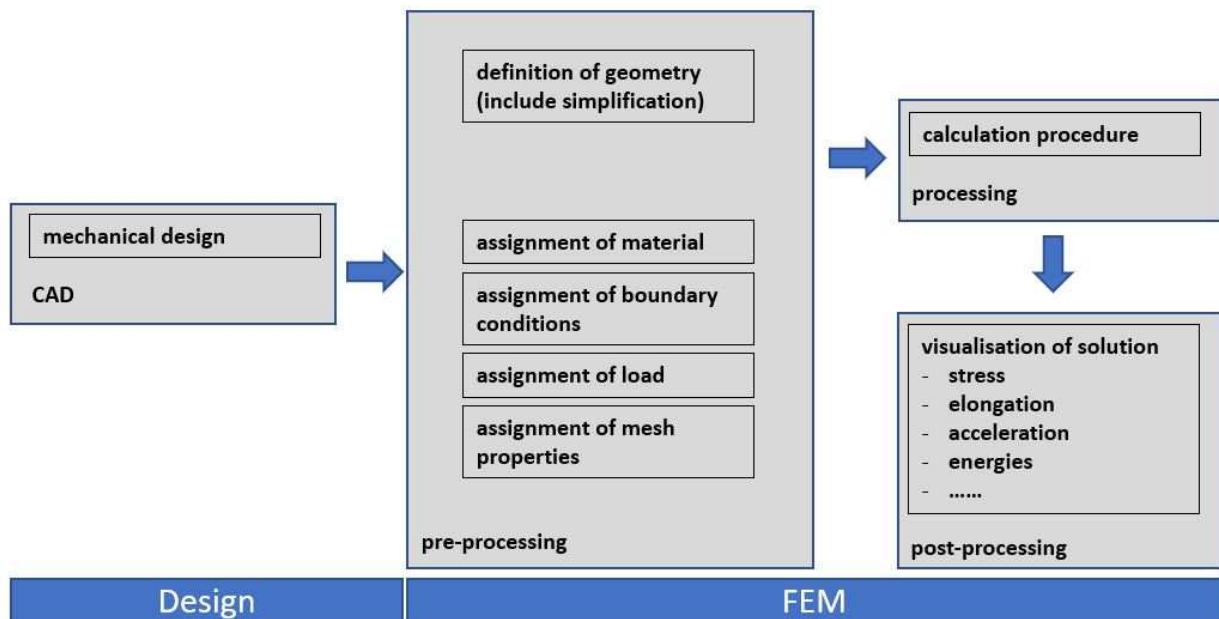 mechanical design
CAD
definition of geometry
(include simplification)
assignment of material
assignment of boundary
conditions
assignment of load
assignment of mesh
properties
pre-processing
calculation procedure
processing
visualisation of solution
- stress
- elongation
- acceleration
- energies
- ......
post-processing
Design
FEM